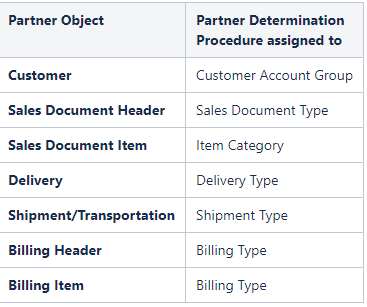 Partner Object
Partner Determination
Procedure assigned to
Customer
Customer Account Group
Sales Document Header
Sales Document Type
Sales Document Item
Item Category
Delivery
Delivery Type
Shipment/Transportation
Shipment Type
Billing Header
Billing Type
Billing Item
Billing Type